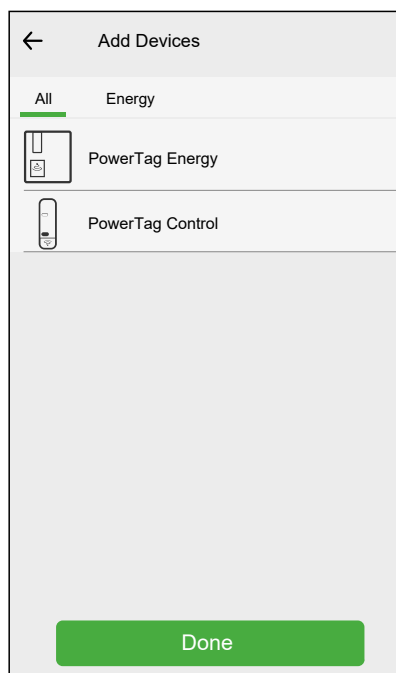 Add Devices
All Energy
PowerTag Energy
PowerTag Control
Done